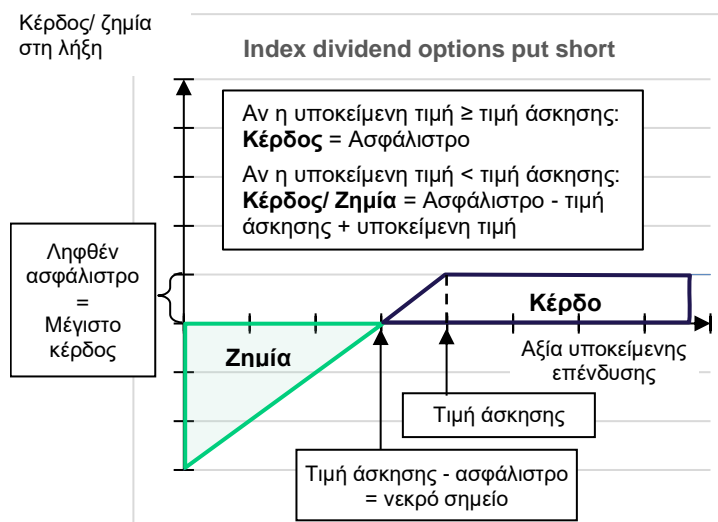 Κέρδος/ ζημία
στη λήξη
Index dividend options put short
Αν η υποκείμενη τιμή ≥ τιμή άσκησης:
Κέρδος = Ασφάλιστρο
Αν η υποκείμενη τιμή < τιμή άσκησης:
Κέρδος/ Ζημία = Ασφάλιστρο - τιμή
άσκησης + υποκείμενη τιμή
Ληφθέν
ασφάλιστρο
=
Μέγιστο
κέρδος
Κέρδο
Ζημία
Αξία υποκείμενης
επένδυσης
Τιμή άσκησης
Τιμή άσκησης - ασφάλιστρο
= νεκρό σημείο